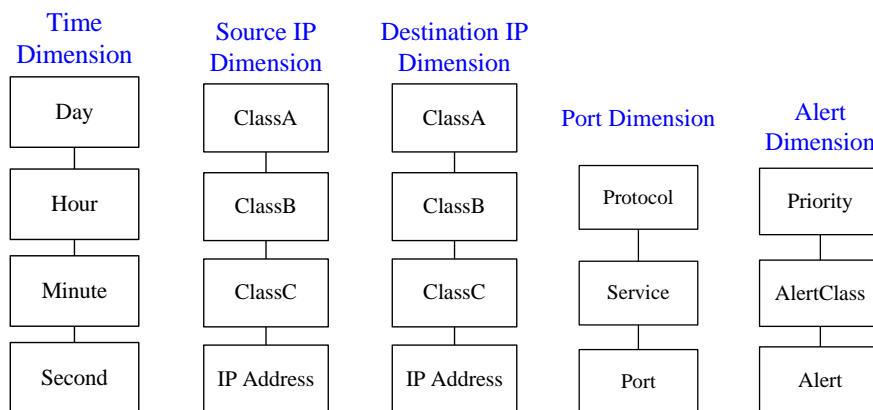 Time
Dimension
Day
Hour
Minute
Second
Source IP
Dimension
ClassA
ClassB
ClassC
IP Address
Destination IP
Dimension
ClassA
ClassB
ClassC
IP Address
Port Dimension
Protocol
Service
Port
Alert
Dimension
Priority
AlertClass
Alert